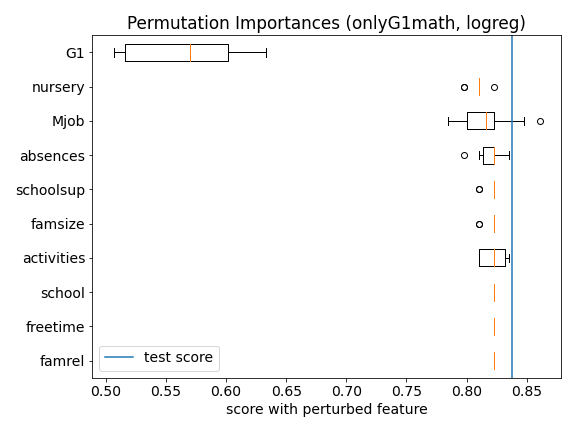 Permutation Importances (onlyG1math, logreg)
G1
nursery
Mjob
absences
schoolsup
famsize
activities
school
freetime
famrel
test score
0.50 0.55 0.60 0.65 0.70 0.75 0.80 0.85
score with perturbed feature